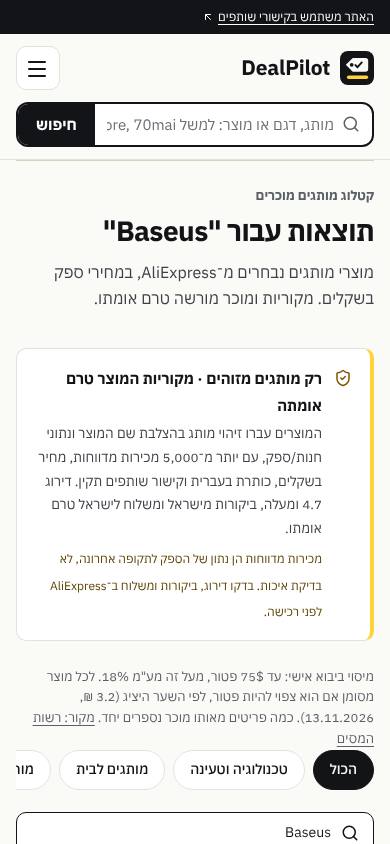 האתר משתמש בקישורי שותפים
DealPilot
מותג, דגם או מוצר: למשל ore, 70mai
חיפוש
קטלוג מותגים מוכרים
תוצאות עבור "Baseus"
מוצרי מותגים נבחרים מ־AliExpress, במחירי ספק
בשקלים. מקוריות ומוכר מורשה טרם אומתו.
רק מותגים מזוהים · מקוריות המוצר טרם
אומתה
המוצרים עברו זיהוי מותג בהצלבת שם המוצר ונתוני
חנות/ספק, עם יותר מ־5,000 מכירות מדווחות, מחיר
בשקלים, כותרת בעברית וקישור שותפים תקין. דירוג
4.7 ומעלה, ביקורות מישראל ומשלוח לישראל טרם
אומתו.
מכירות מדווחות הן נתון של הספק לתקופה אחרונה, לא
בדיקת איכות. בדקו דירוג, ביקורות ומשלוח ב־AliExpress
לפני רכישה.
מיסוי ביבוא אישי: עד 75$ פטור, מעל זה מע"מ 18%. לכל מוצר
מסומן אם הוא צפוי להיות פטור, לפי השער היציג (3.2 ₪,
13.11.2026). כמה פריטים מאותו מוכר נספרים יחד. מקור: רשות
המסים
הכול
טכנולוגיה וטעינה
מותגים לבית
Baseus